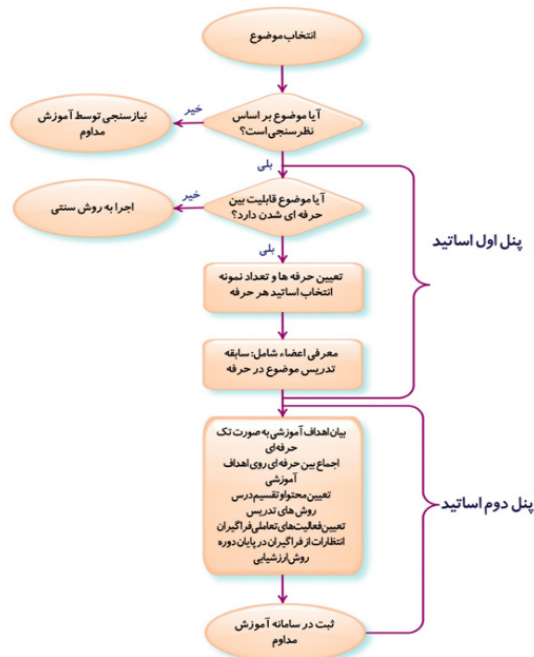 انتخاب موضوع
آیا موضوع بر اساس
نظرسنجی است؟
خیر
نیازسنجی توسط آموزش
مداوم
بلی
آیا موضوع قابلیت بین
حرفه ای شدن دارد؟
خیر
اجرا به روش سنتی
بلی
پنل اول اساتید
تعیین حرفه ها و تعداد نمونه
انتخاب اساتید هر حرفه
معرفی اعضاء شامل: سابقه
تدریس موضوع در حرفه
بیان اهداف آموزشی به صورت تک
حرفه‌ای
اجماع بین حرفه ای روی اهداف
آموزشی
تعیین محتوا و تقسیم درس
روش های تدریس
تعیین فعالیت‌های تعاملی فراگیران
انتظارات از فراگیران در پایان دوره
روش ارزشیابی
پنل دوم اساتید
ثبت در سامانه آموزش
مداوم